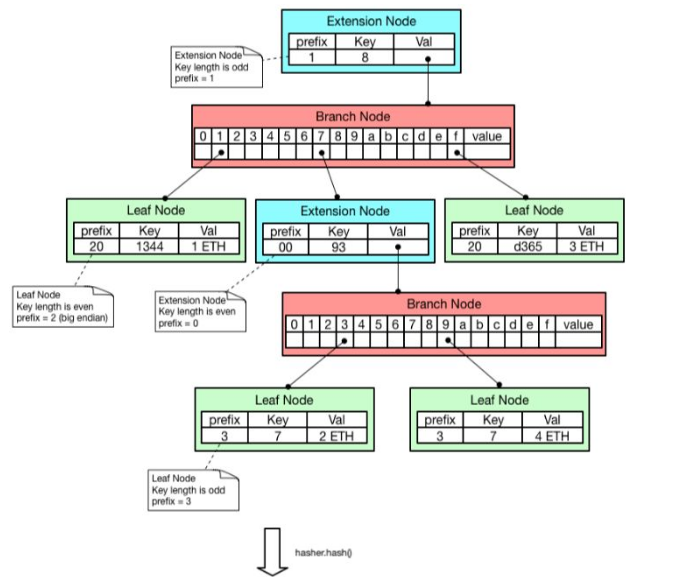 Extension Node
prefix Key Val
1 8
Extension Node
Key length is odd
prefix = 1
Branch Node
0 1 2 3 4 5 6 7 8 9 a b c d e f value
Leaf Node
prefix Key Val
20 1344 1 ETH
Extension Node
prefix Key Val
00 93
Leaf Node
prefix Key Val
20 d365 3 ETH
Leaf Node
Key length is even
prefix = 2 (big endian)
Extension Node
Key length is even
prefix = 0
Branch Node
0 1 2 3 4 5 6 7 8 9 a b c d e f value
Leaf Node
prefix Key Val
3 7 2 ETH
Leaf Node
prefix Key Val
3 7 4 ETH
Leaf Node
Key length is odd
prefix = 3
hasher.hash()